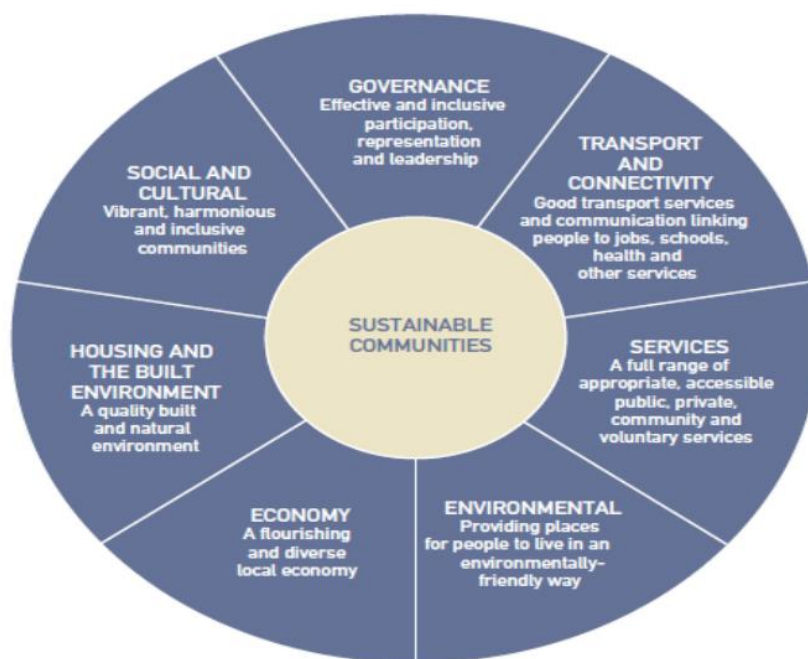 GOVERNANCE
Effective and inclusive
participation,
representation
and leadership
TRANSPORT
AND
CONNECTIVITY
Good transport services
and communication linking
people to jobs, schools,
health and
other services
SERVICES
A full range of
appropriate, accessible
public, private,
community and
voluntary services
ENVIRONMENTAL
Providing places
for people to live in an
environmentally-
friendly way
ECONOMY
A flourishing
and diverse
local economy
HOUSING AND
THE BUILT
ENVIRONMENT
A quality built
and natural
environment
SOCIAL AND
CULTURAL
Vibrant, harmonious
and inclusive
communities
SUSTAINABLE
COMMUNITIES